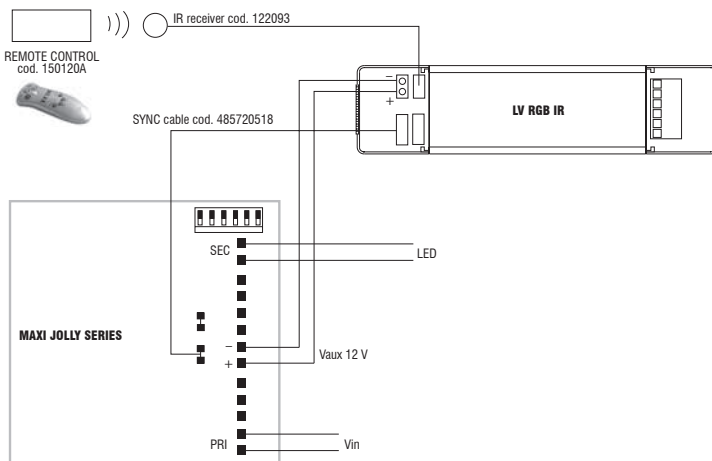 IR receiver cod. 122093
REMOTE CONTROL
cod. 150120A
–
+
LV RGB IR
SYNC cable cod. 485720518
SEC
LED
MAXI JOLLY SERIES
–
+
Vaux 12 V
PRI
Vin